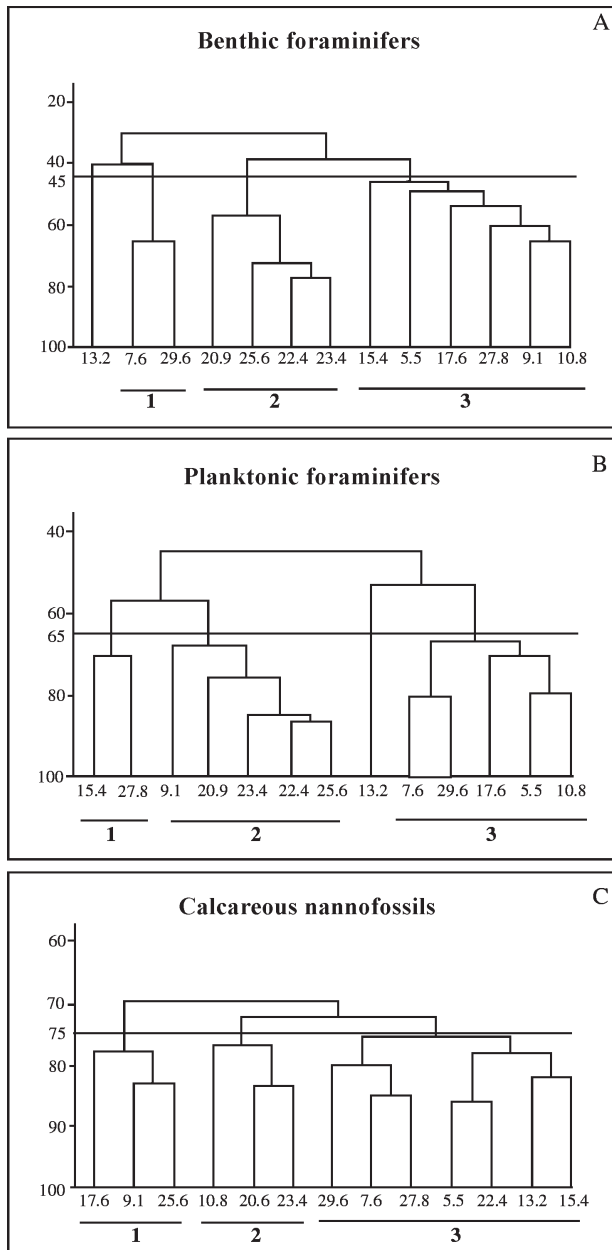 A
Benthic foraminifers
20
40
45
60
80
100
13.2 7.6 29.6 20.9 25.6 22.4 23.4 15.4 5.5 17.6 27.8 9.1 10.8
1 2 3
B
Planktonic foraminifers
40
60
65
80
100
15.4 27.8 9.1 20.9 23.4 22.4 25.6 13.2 7.6 29.6 17.6 5.5 10.8
1 2 3
C
Calcareous nannofossils
60
70
75
80
90
100
17.6 9.1 25.6 10.8 20.6 23.4 29.6 7.6 27.8 5.5 22.4 13.2 15.4
1 2 3